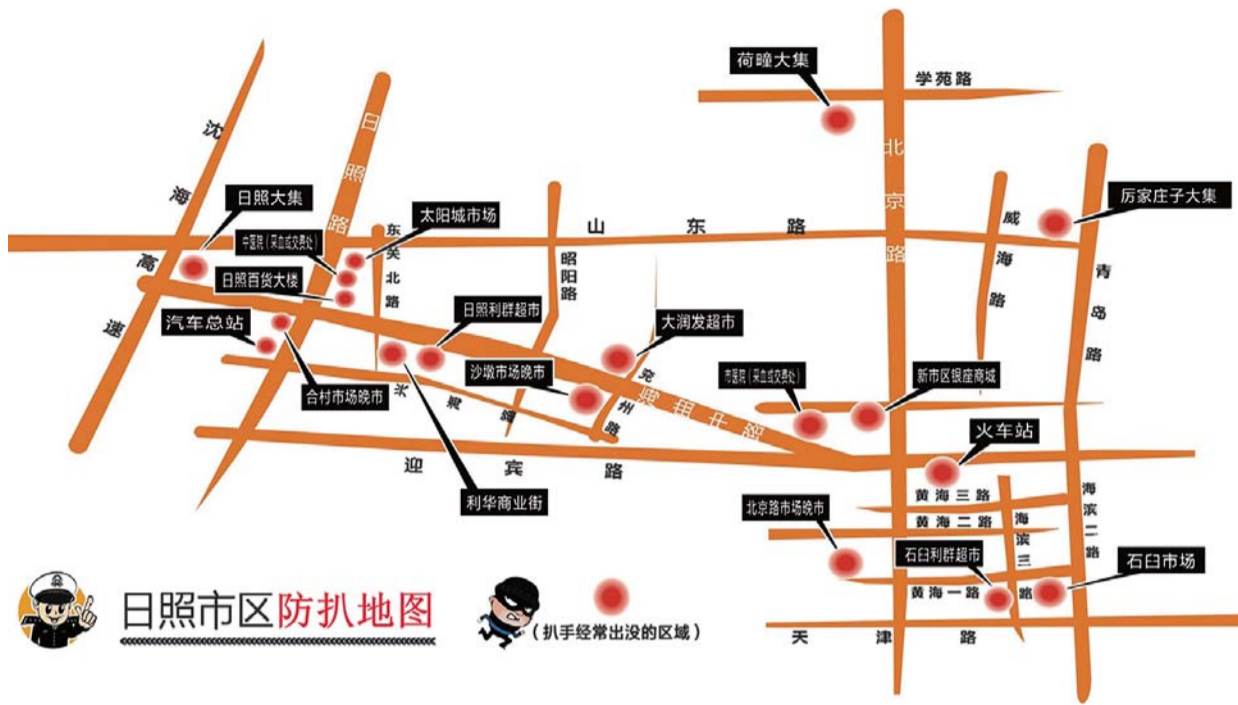 荷疃大集
学苑路
北京路
沈海高速
日照路
日照大集
太阳城市场
中医院（采血或交费处）
日照百货大楼
东关北路
山东路
昭阳路
威海路
厉家庄子大集
青岛路
汽车总站
日照利群超市
大润发超市
合村市场晚市
沙墩市场晚市
兖州路
海曲中路
市医院（采血或交费处）
新市区银座商城
火车站
迎宾路
利华商业街
黄海三路
北京路市场晚市
黄海二路
海滨三路
海滨二路
石臼利群超市
石臼市场
黄海一路
天津路
日照市区防扒地图
（扒手经常出没的区域）